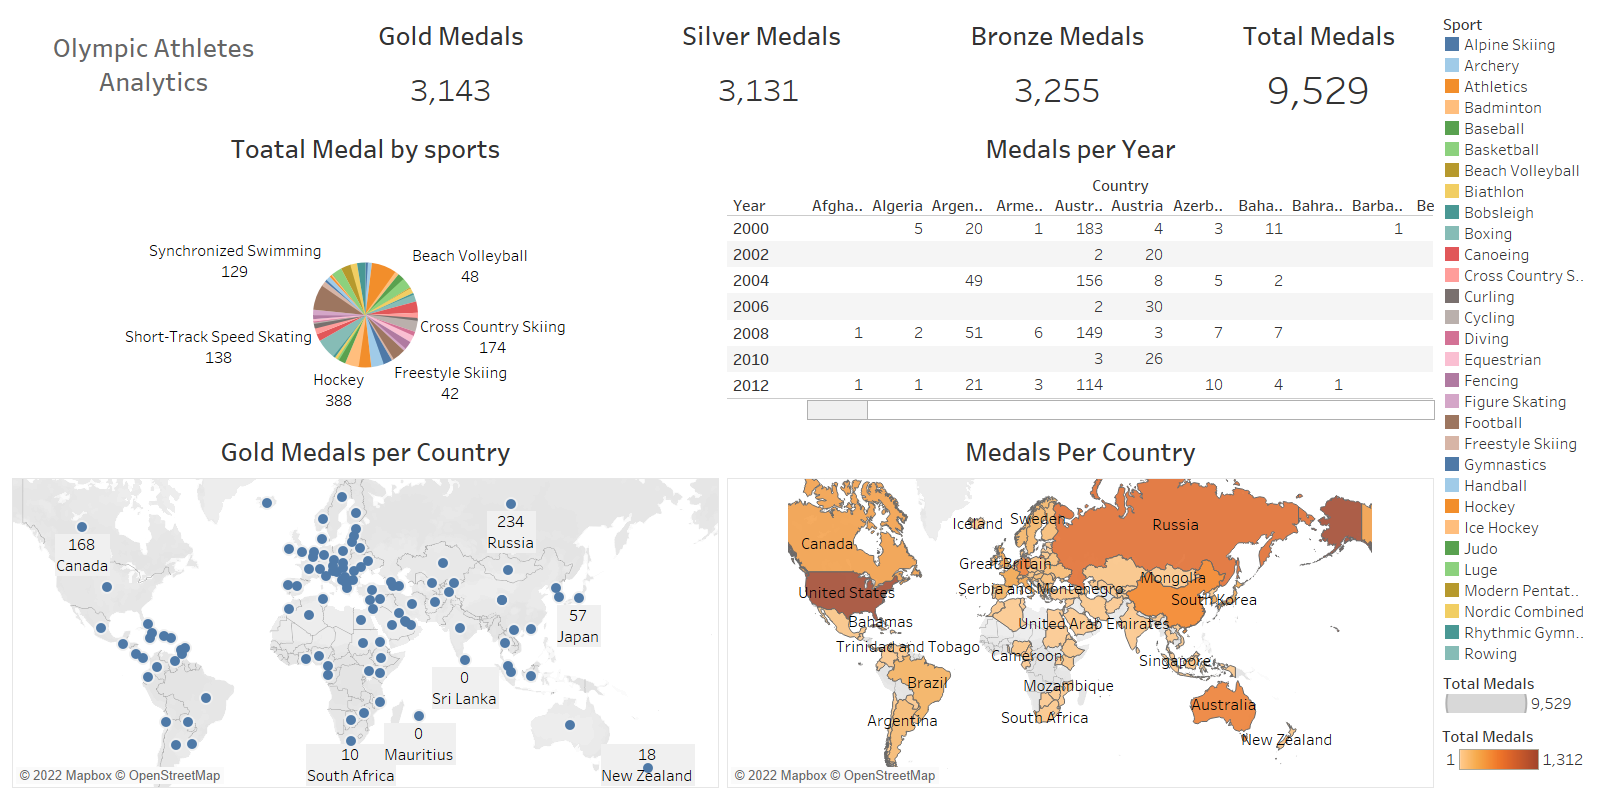 Olympic Athletes
Analytics
Gold Medals
3,143
Silver Medals
3,131
Bronze Medals
3,255
Total Medals
9,529
Toatal Medal by sports
Synchronized Swimming
129
Beach Volleyball
48
Short-Track Speed Skating
138
Cross Country Skiing
174
Hockey
388
Freestyle Skiing
42
Medals per Year
Country
Year Afgha.. Algeria Argen.. Arme.. Austr.. Austria Azerb.. Baha.. Bahra.. Barba.. Be
2000 5 20 1 183 4 3 11 1
2002 2 20
2004 49 156 8 5 2
2006 2 30
2008 1 2 51 6 149 3 7 7
2010 3 26
2012 1 1 21 3 114 10 4 1
Gold Medals per Country
168
Canada
234
Russia
57
Japan
0
Sri Lanka
0
Mauritius
10
South Africa
18
New Zealand
© 2022 Mapbox © OpenStreetMap
Medals Per Country
Iceland
Sweden
Russia
Canada
Great Britain
Mongolia
United States
Serbia and Montenegro
South Korea
Bahamas
United Arab Emirates
Trinidad and Tobago
Cameroon
Singapore
Brazil
Mozambique
Argentina
South Africa
Australia
New Zealand
© 2022 Mapbox © OpenStreetMap
Sport
Alpine Skiing
Archery
Athletics
Badminton
Baseball
Basketball
Beach Volleyball
Biathlon
Bobsleigh
Boxing
Canoeing
Cross Country S..
Curling
Cycling
Diving
Equestrian
Fencing
Figure Skating
Football
Freestyle Skiing
Gymnastics
Handball
Hockey
Ice Hockey
Judo
Luge
Modern Pentat..
Nordic Combined
Rhythmic Gymn..
Rowing
Total Medals
9,529
Total Medals
1 1,312